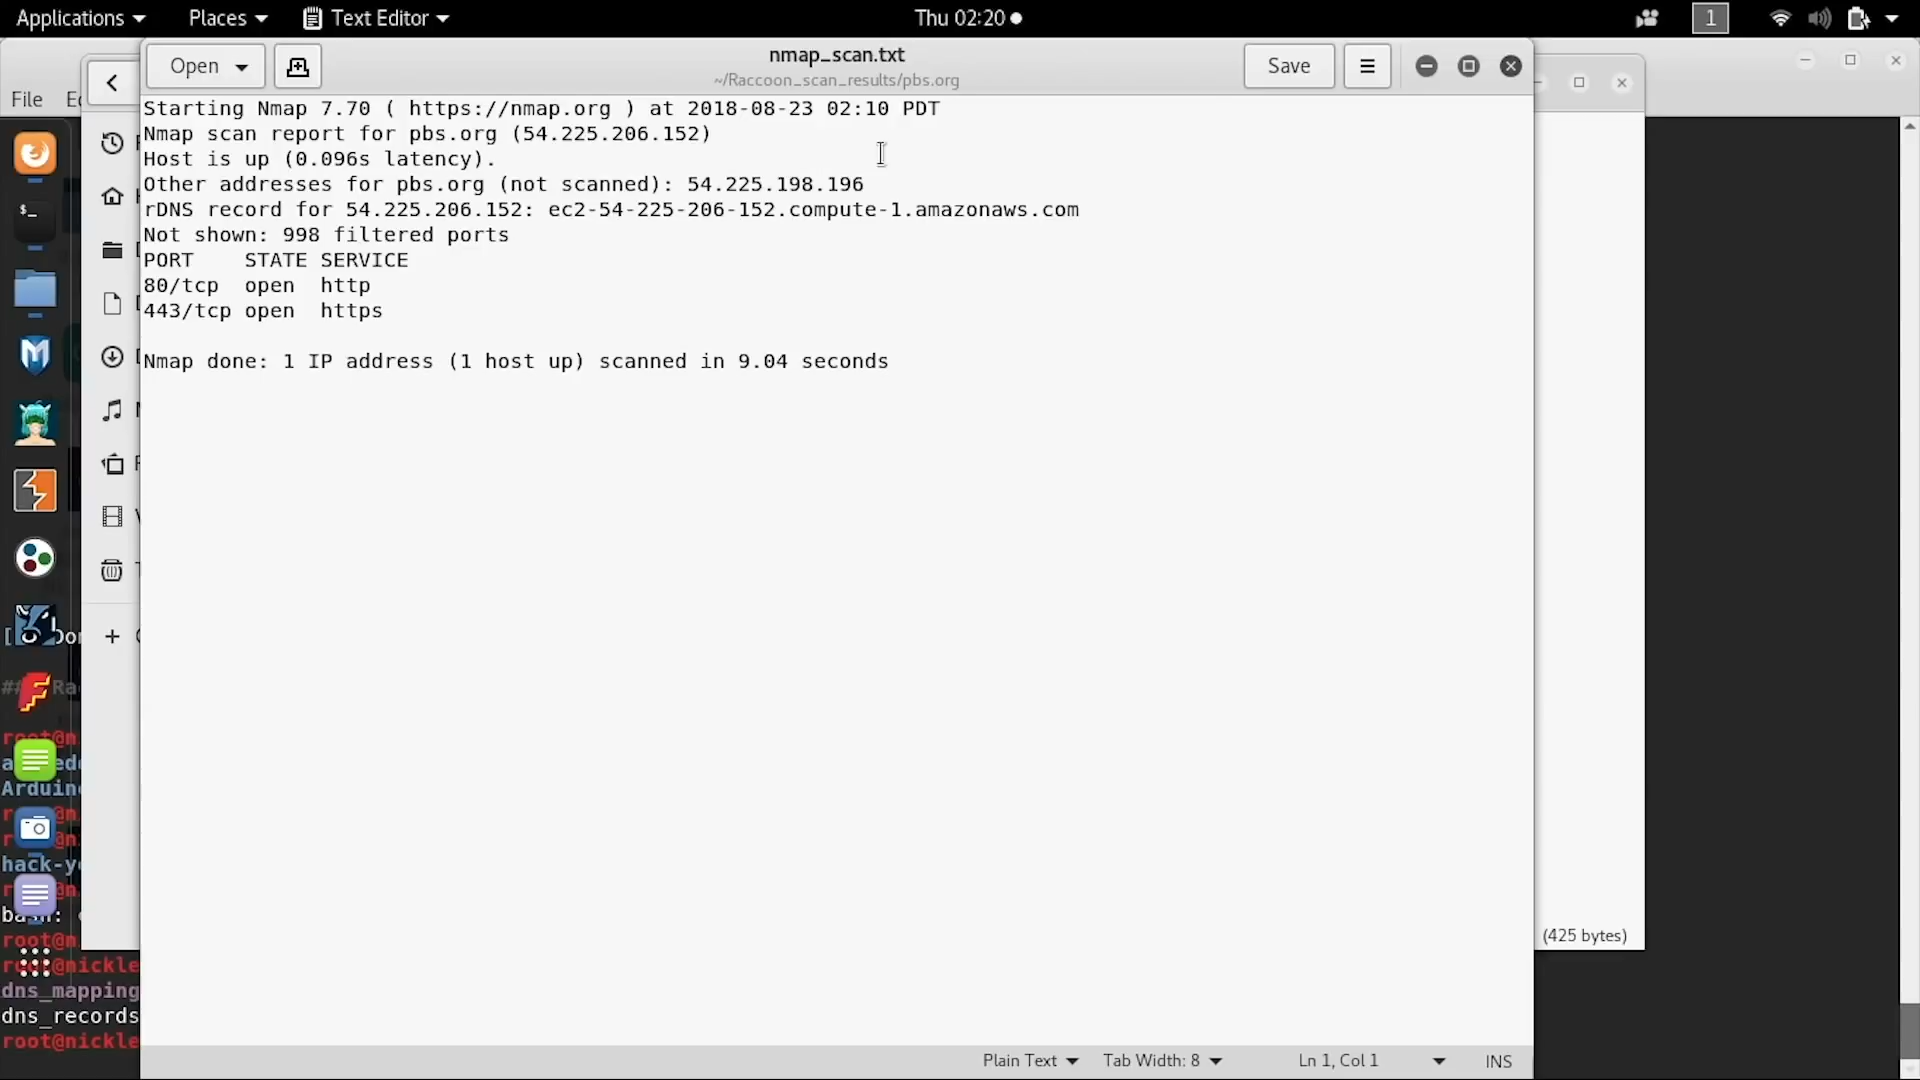 Applications Places Text Editor Thu 02:20 1
File
Open nmap_scan.txt Save
~/Raccoon_scan_results/pbs.org
Starting Nmap 7.70 ( https://nmap.org ) at 2018-08-23 02:10 PDT
Nmap scan report for pbs.org (54.225.206.152)
Host is up (0.096s latency).
Other addresses for pbs.org (not scanned): 54.225.198.196
rDNS record for 54.225.206.152: ec2-54-225-206-152.compute-1.amazonaws.com
Not shown: 998 filtered ports
PORT STATE SERVICE
80/tcp open http
443/tcp open https
Nmap done: 1 IP address (1 host up) scanned in 9.04 seconds
(425 bytes)
root@nickle
dns_mapping
dns_records
root@nickle
Plain Text Tab Width: 8 Ln 1, Col 1 INS